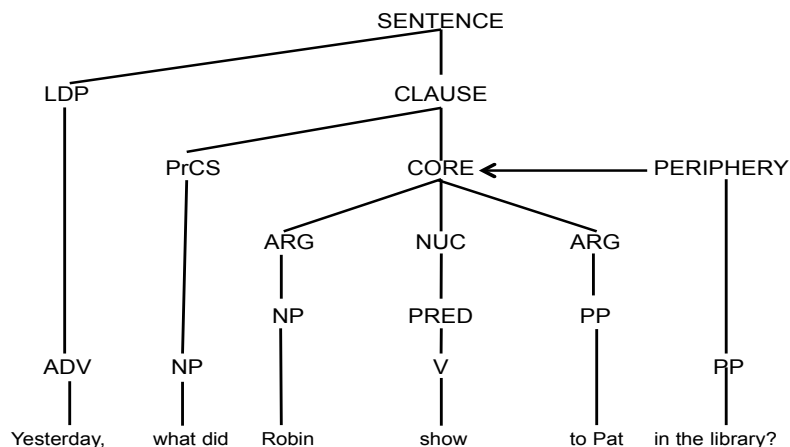 SENTENCE
LDP CLAUSE
PrCS CORE PERIPHERY
ARG NUC ARG
NP PRED PP
ADV NP V PP
Yesterday, what did Robin show to Pat in the library?